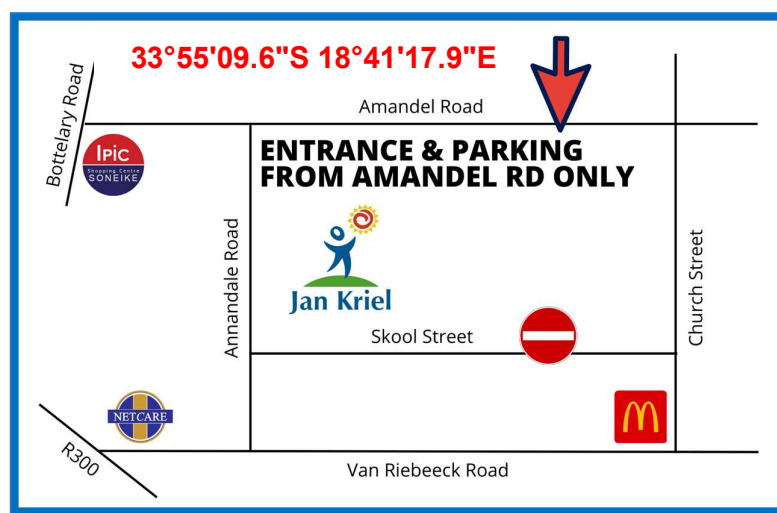 33°55'09.6"S 18°41'17.9"E
Amandel Road
Bottelary Road
IPiC
Shopping Centre
SONEIKE
ENTRANCE & PARKING
FROM AMANDEL RD ONLY
Annandale Road
Jan Kriel
Church Street
Skool Street
NETCARE
M
R300
Van Riebeeck Road